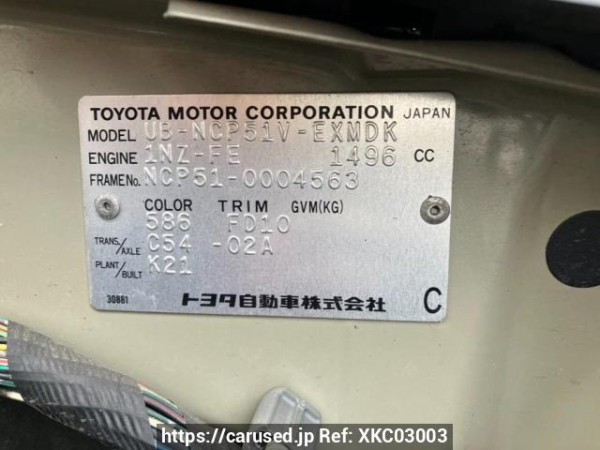 TOYOTA MOTOR CORPORATION JAPAN
MODEL UB-NCP51V-EXMDK
ENGINE 1NZ-FE 1496 CC
FRAME No. NCP51-0004563
COLOR TRIM GVM(KG)
586 FD10
TRANS./AXLE C54 -02A
PLANT/BUILT K21
30881 トヨタ自動車株式会社 C
https://carused.jp Ref: XKC03003